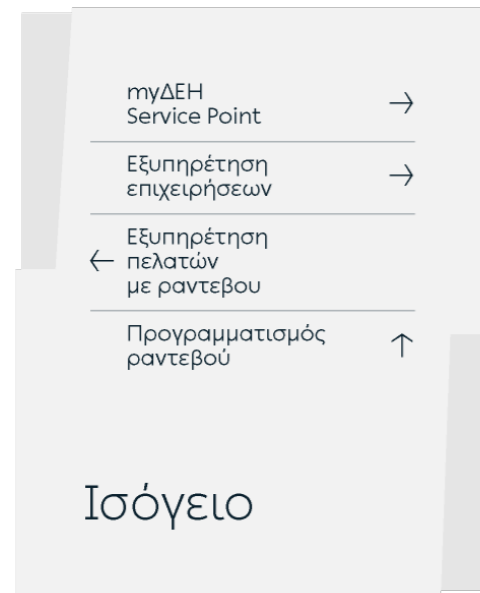 myΔΕΗ
Service Point
Εξυπηρέτηση
επιχειρήσεων
Εξυπηρέτηση
πελατών
με ραντεβου
Προγραμματισμός
ραντεβού
Ισόγειο